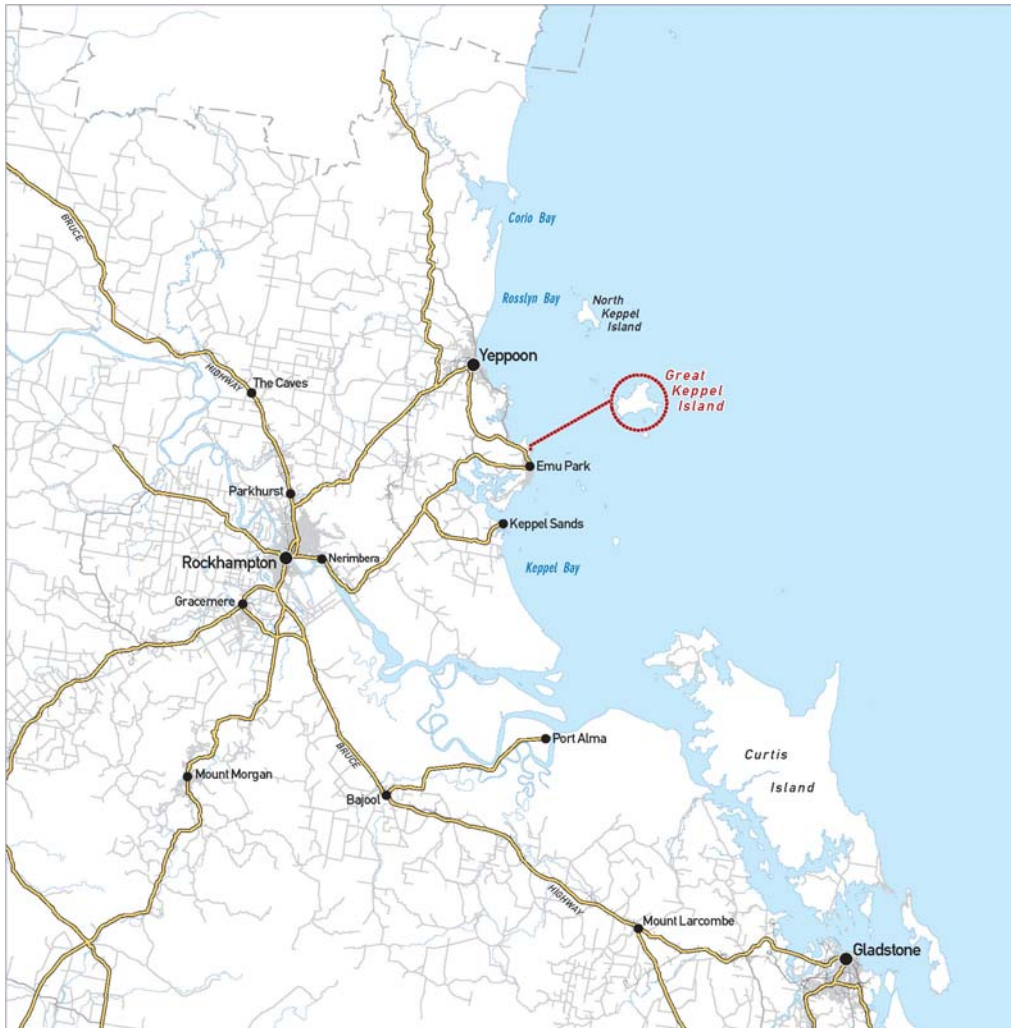 Corio Bay
BRUCE
Rosslyn Bay
North
Keppel
Island
Yeppoon
HIGHWAY
The Caves
Great
Keppel
Island
Emu Park
Parkhurst
Keppel Sands
Rockhampton
Nerimbera
Keppel Bay
Gracemere
Port Alma
BRUCE
Curtis
Island
Mount Morgan
Bajool
HIGHWAY
Mount Larcombe
Gladstone